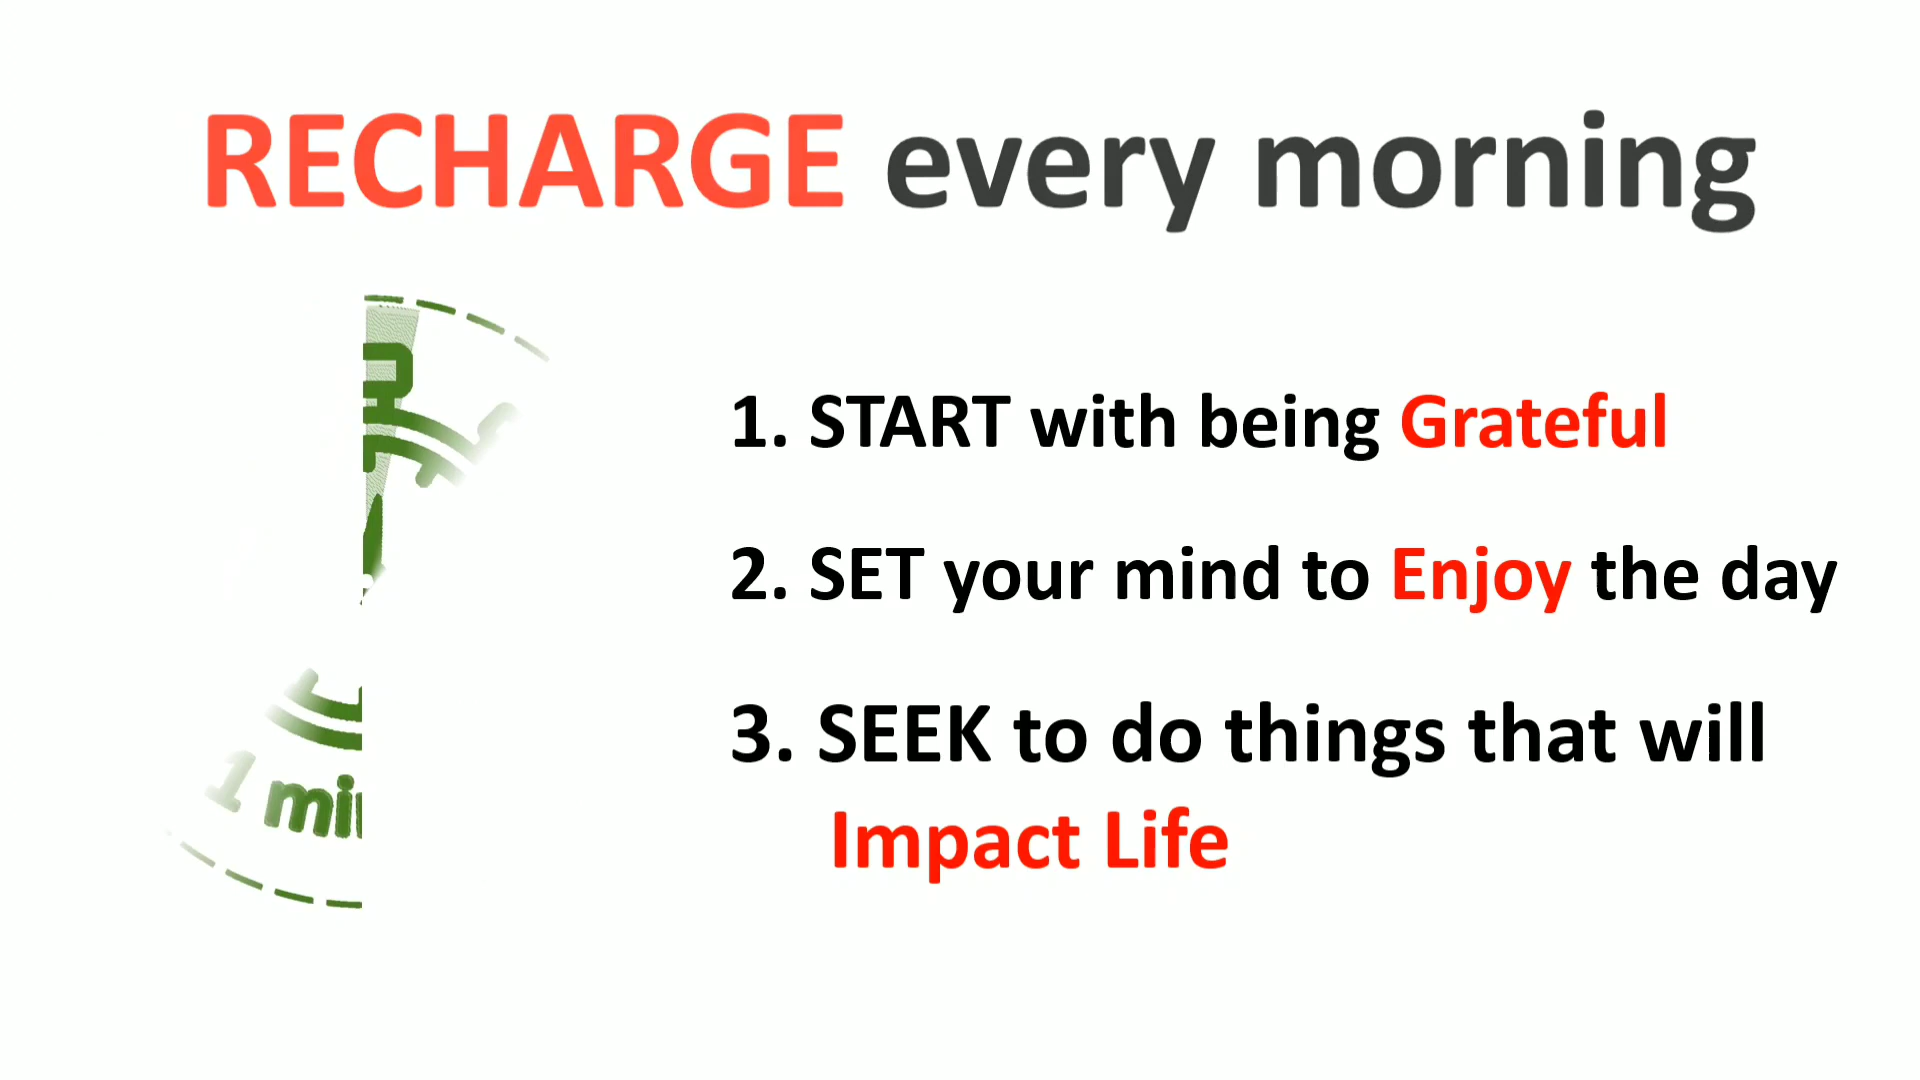 RECHARGE every morning
1. START with being Grateful
2. SET your mind to Enjoy the day
3. SEEK to do things that will
Impact Life
1